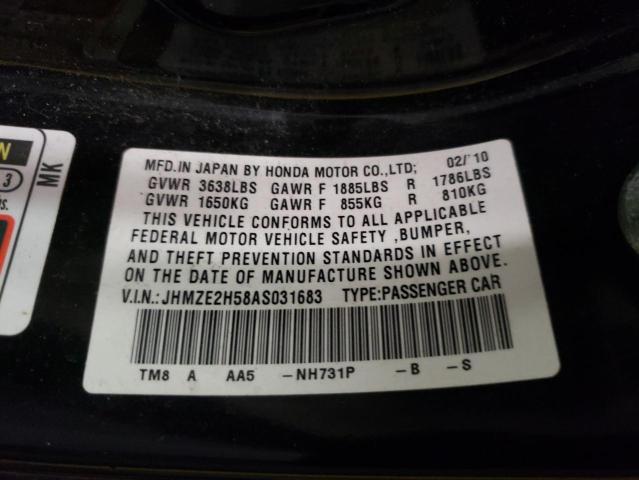 N
3
s.
MK
MFD.IN JAPAN BY HONDA MOTOR CO.,LTD; 02/'10
GVWR 3638LBS GAWR F 1885LBS R 1786LBS
GVWR 1650KG GAWR F 855KG R 810KG
THIS VEHICLE CONFORMS TO ALL APPLICABLE
FEDERAL MOTOR VEHICLE SAFETY ,BUMPER,
AND THEFT PREVENTION STANDARDS IN EFFECT
ON THE DATE OF MANUFACTURE SHOWN ABOVE.
V.I.N.: JHMZE2H58AS031683 TYPE:PASSENGER CAR
TM8 A AA5 -NH731P -B -S